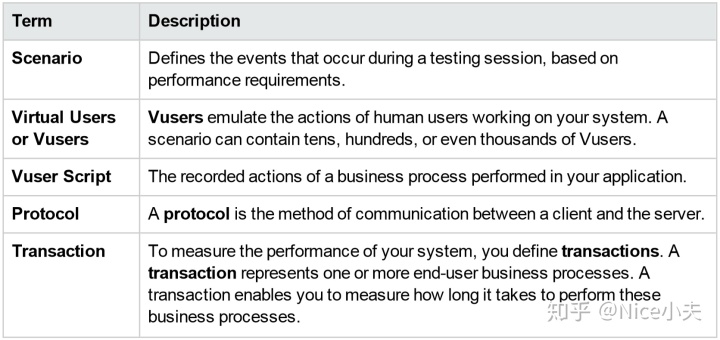 Term Description
Scenario Defines the events that occur during a testing session, based on
performance requirements.
Virtual Users Vusers emulate the actions of human users working on your system. A
or Vusers scenario can contain tens, hundreds, or even thousands of Vusers.
Vuser Script The recorded actions of a business process performed in your application.
Protocol A protocol is the method of communication between a client and the server.
Transaction To measure the performance of your system, you define transactions. A
transaction represents one or more end-user business processes. A
transaction enables you to measure how long it takes to perform these
business processes.
知乎 @Nice小夫